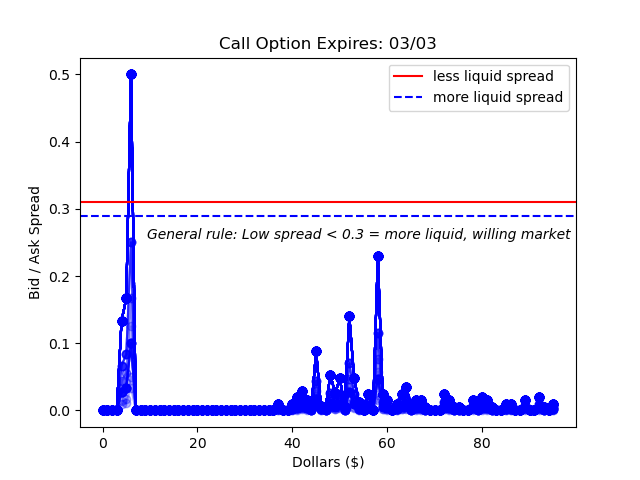 Call Option Expires: 03/03
less liquid spread
more liquid spread
General rule: Low spread < 0.3 = more liquid, willing market
Bid / Ask Spread
0.5
0.4
0.3
0.2
0.1
0.0
0
20
40
60
80
Dollars ($)